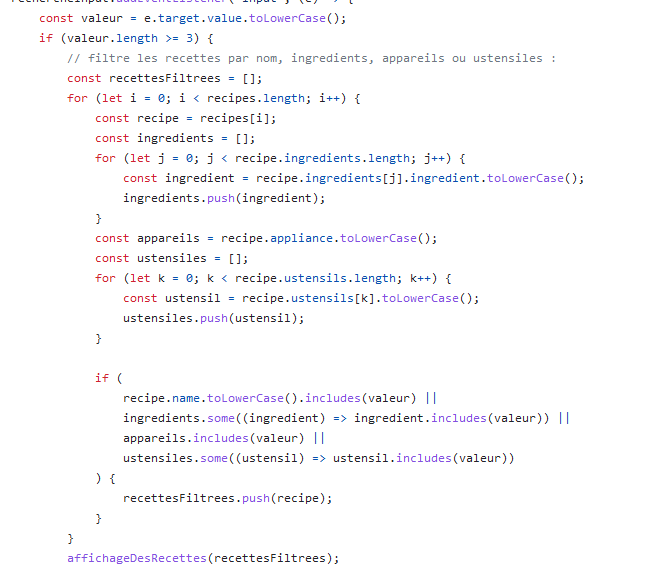 const valeur = e.target.value.toLowerCase();
if (valeur.length >= 3) {
// filtre les recettes par nom, ingredients, appareils ou ustensiles :
const recettesFiltrees = [];
for (let i = 0; i < recipes.length; i++) {
const recipe = recipes[i];
const ingredients = [];
for (let j = 0; j < recipe.ingredients.length; j++) {
const ingredient = recipe.ingredients[j].ingredient.toLowerCase();
ingredients.push(ingredient);
}
const appareils = recipe.appliance.toLowerCase();
const ustensiles = [];
for (let k = 0; k < recipe.ustensils.length; k++) {
const ustensil = recipe.ustensils[k].toLowerCase();
ustensiles.push(ustensil);
}
if (
recipe.name.toLowerCase().includes(valeur) ||
ingredients.some((ingredient) => ingredient.includes(valeur)) ||
appareils.includes(valeur) ||
ustensiles.some((ustensil) => ustensil.includes(valeur))
) {
recettesFiltrees.push(recipe);
}
}
affichageDesRecettes(recettesFiltrees);